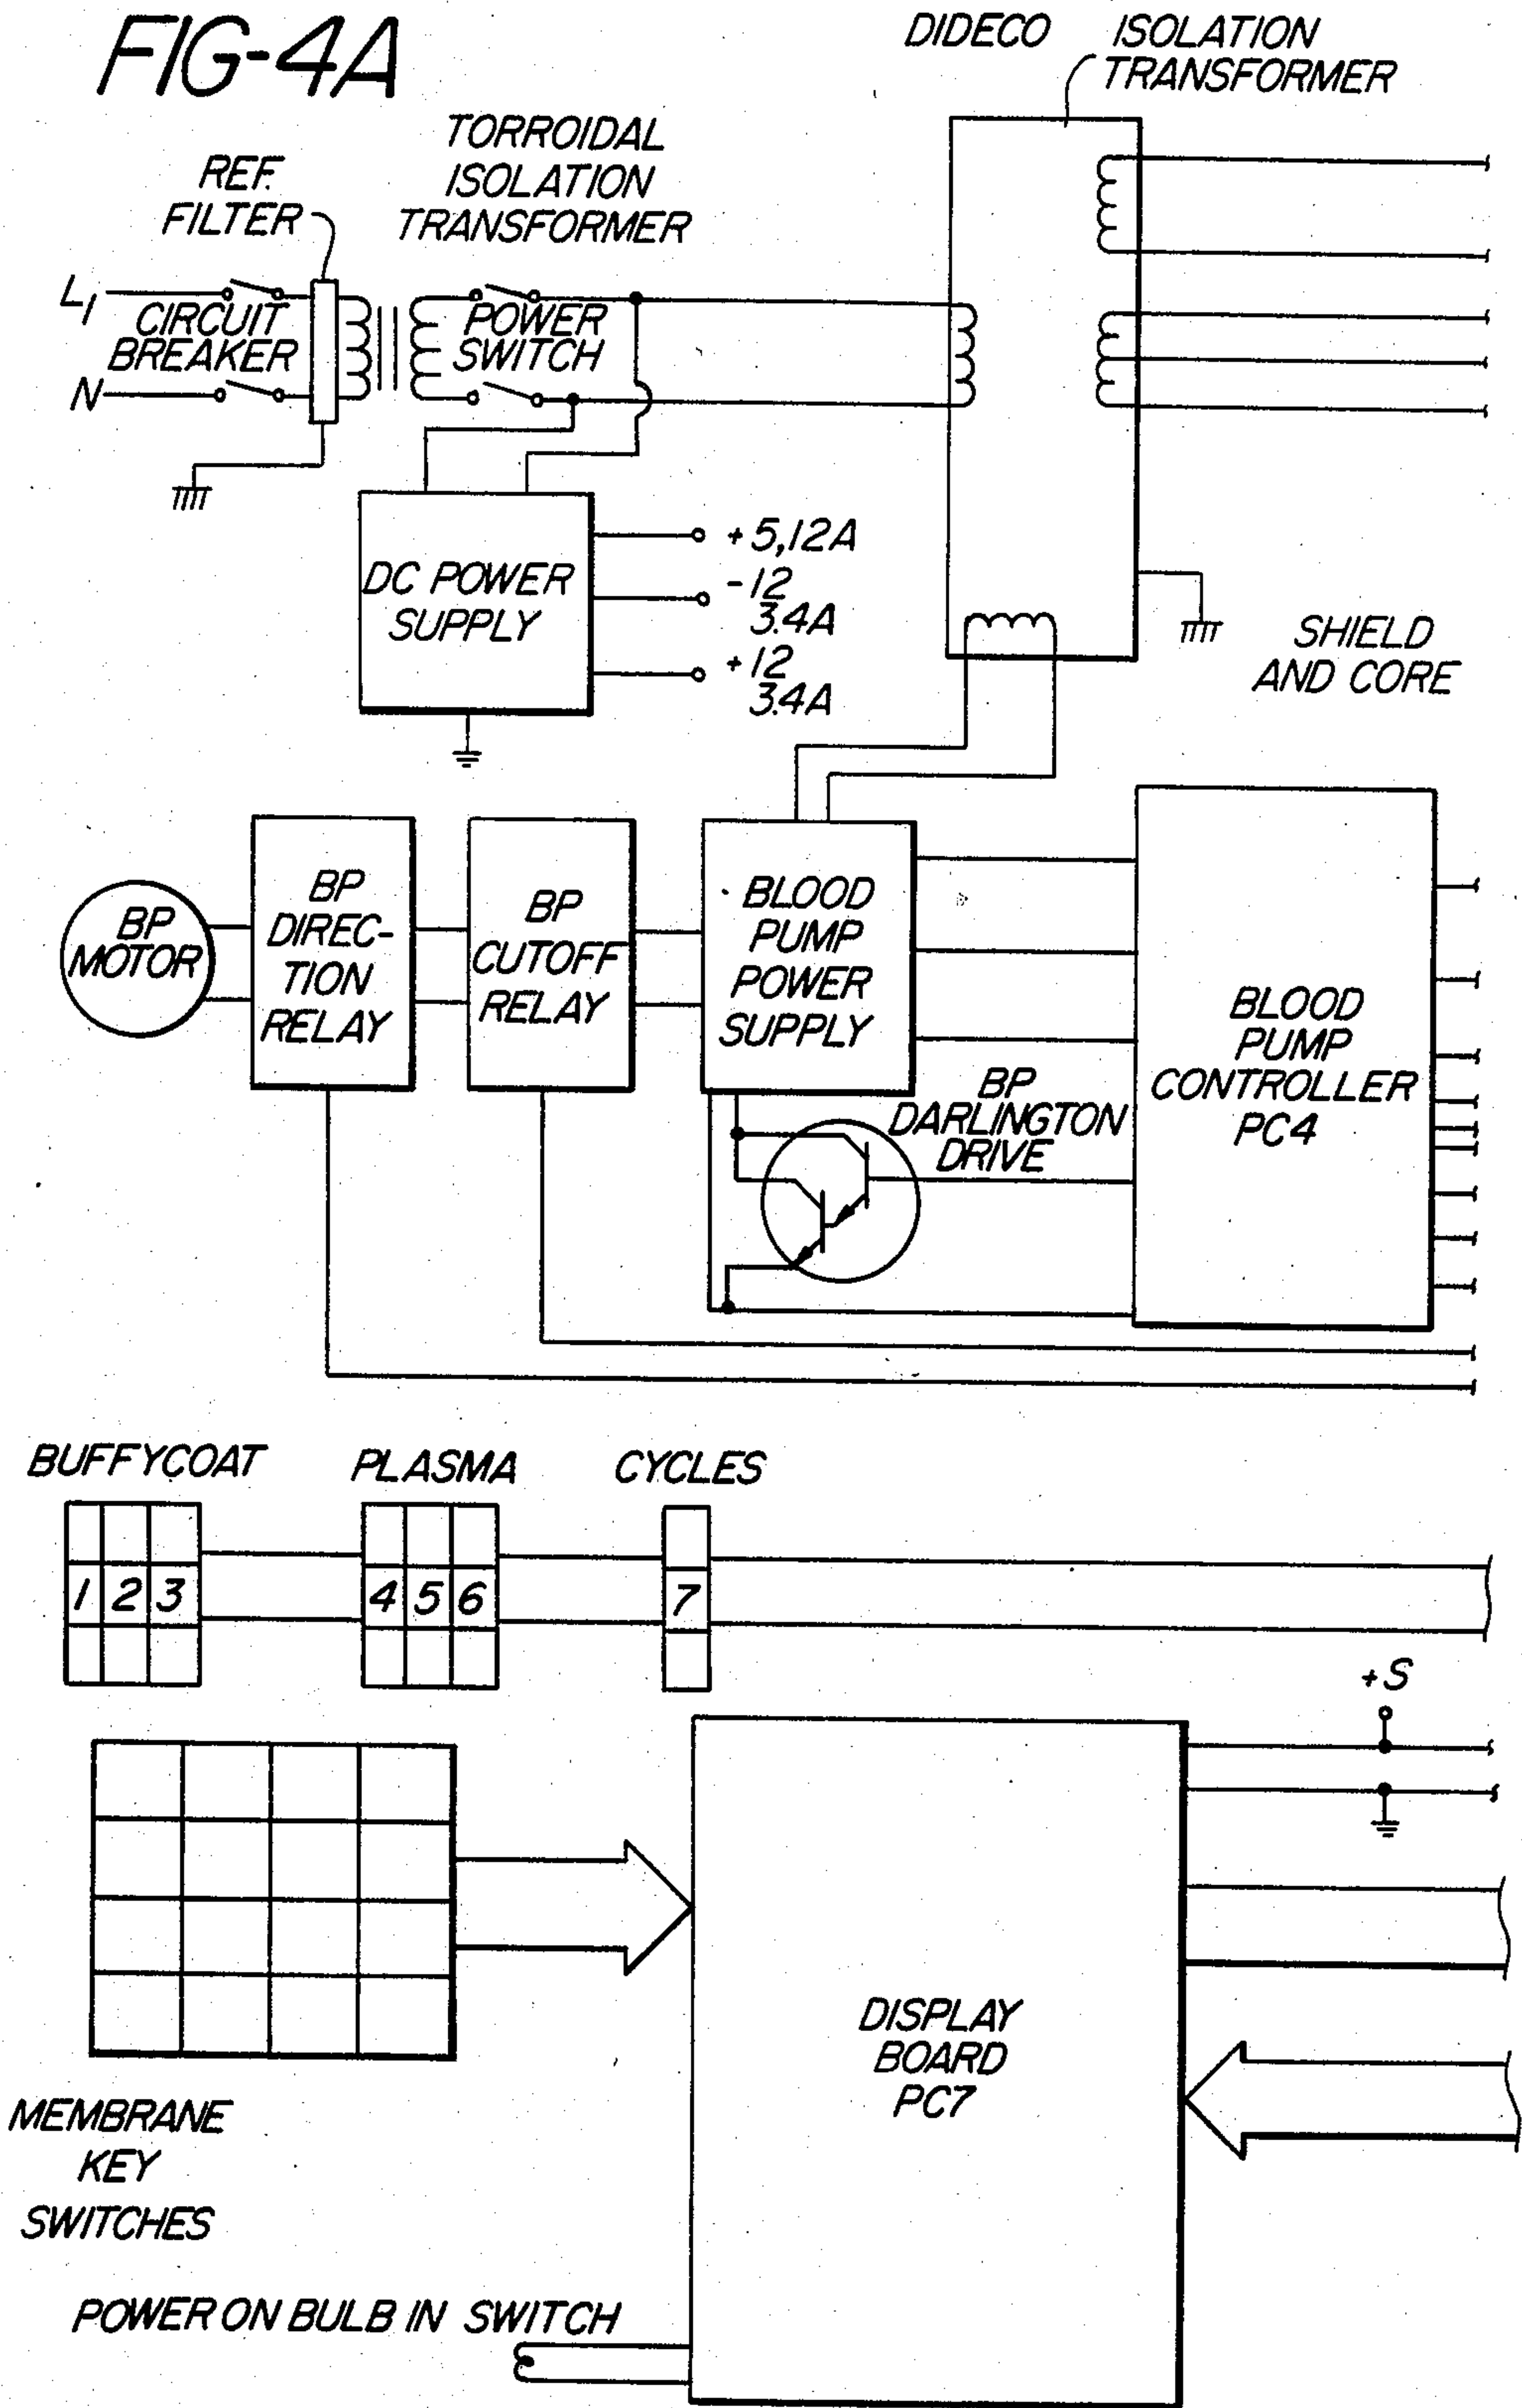 FIG-4A
DIDECO ISOLATION
TRANSFORMER
TORROIDAL
ISOLATION
TRANSFORMER
REF.
FILTER
L1
CIRCUIT
BREAKER
N
POWER
SWITCH
DC POWER
SUPPLY
+5,12A
-12
3.4A
+12
3.4A
SHIELD
AND CORE
BP
MOTOR
BP
DIREC-
TION
RELAY
BP
CUTOFF
RELAY
BLOOD
PUMP
POWER
SUPPLY
BP
DARLINGTON
DRIVE
BLOOD
PUMP
CONTROLLER
PC4
BUFFYCOAT PLASMA CYCLES
1 2 3 4 5 6 7
+S
DISPLAY
BOARD
PC7
MEMBRANE
KEY
SWITCHES
POWER ON BULB IN SWITCH